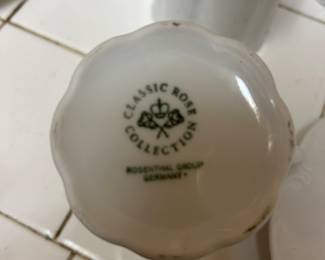 CLASSIC ROSE
COLLECTION
ROSENTHAL GROUP
GERMANY